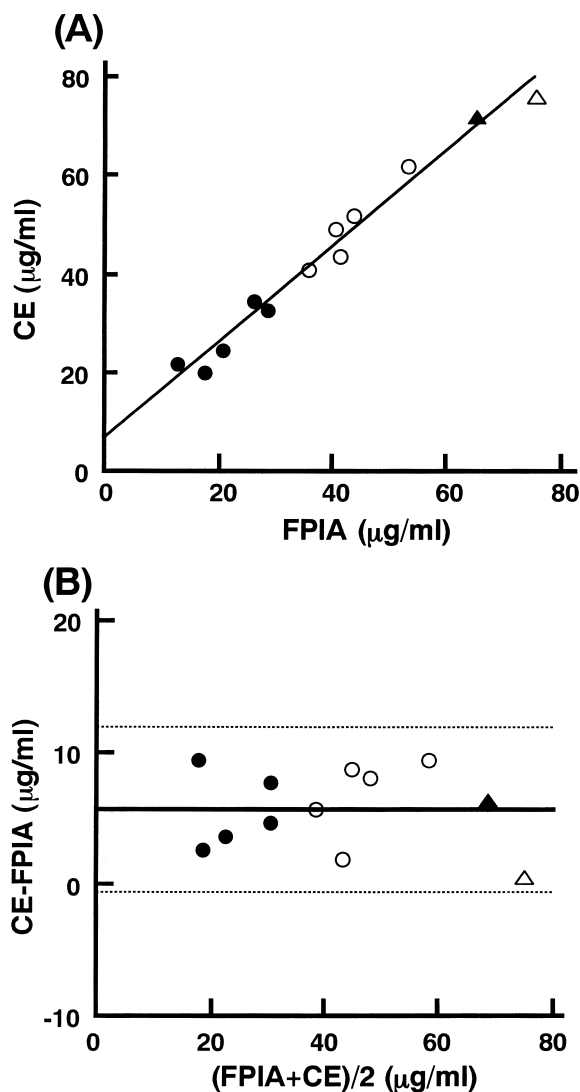 (A)
80
60
40
20
0
CE (μg/ml)
0 20 40 60 80
FPIA (μg/ml)
(B)
20
10
0
-10
CE-FPIA (μg/ml)
0 20 40 60 80
(FPIA+CE)/2 (μg/ml)